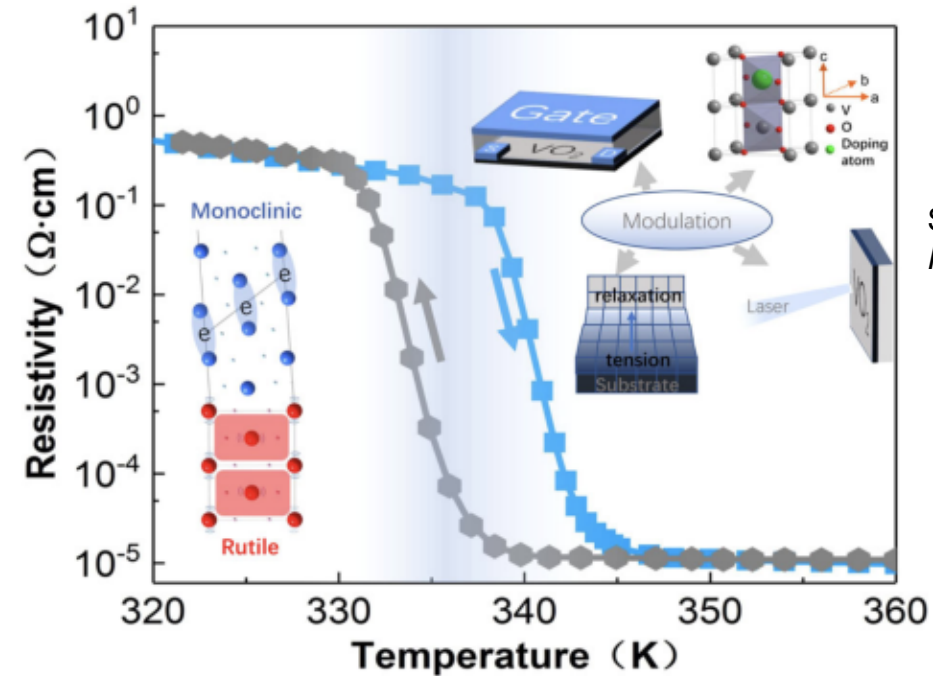 10¹
10⁰
10⁻¹
10⁻²
10⁻³
10⁻⁴
10⁻⁵
Resistivity（Ω·cm）
320
330
340
350
360
Temperature（K）
Monoclinic
e
e
e
Rutile
Gate
VO₂
S
D
c
b
a
V
O
Doping
atom
Modulation
relaxation
tension
Substrate
Laser
VO₂